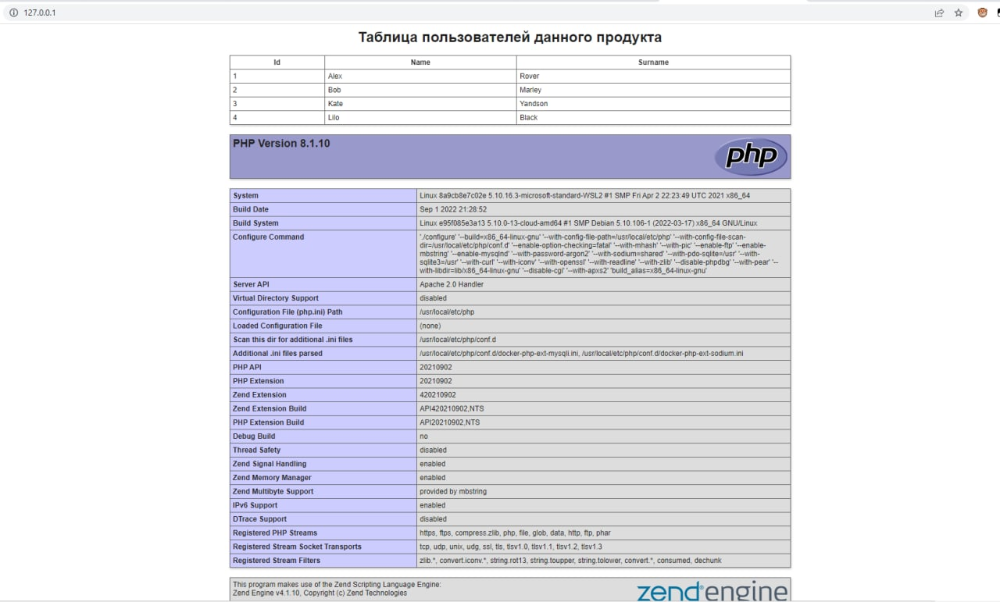 127.0.0.1
Таблица пользователей данного продукта
Id Name Surname
1 Alex Rover
2 Bob Marley
3 Kate Yandson
4 Lilo Black
PHP Version 8.1.10
php
System Linux 8a9cb8e7c02e 5.10.16.3-microsoft-standard-WSL2 #1 SMP Fri Apr 2 22:23:49 UTC 2021 x86_64
Build Date Sep 1 2022 21:28:52
Build System Linux e95f085e3a13 5.10.0-13-cloud-amd64 #1 SMP Debian 5.10.106-1 (2022-03-17) x86_64 GNU/Linux
Configure Command './configure' '--build=x86_64-linux-gnu' '--with-config-file-path=/usr/local/etc/php' '--with-config-file-scan-
dir=/usr/local/etc/php/conf.d' '--enable-option-checking=fatal' '--with-mhash' '--with-pic' '--enable-ftp' '--enable-
mbstring' '--enable-mysqlnd' '--with-password-argon2' '--with-sodium=shared' '--with-pdo-sqlite=/usr' '--with-
sqlite3=/usr' '--with-curl' '--with-iconv' '--with-openssl' '--with-readline' '--with-zlib' '--disable-phpdbg' '--with-pear' '--
with-libdir=lib/x86_64-linux-gnu' '--disable-cgi' '--with-apxs2' 'build_alias=x86_64-linux-gnu'
Server API Apache 2.0 Handler
Virtual Directory Support disabled
Configuration File (php.ini) Path /usr/local/etc/php
Loaded Configuration File (none)
Scan this dir for additional .ini files /usr/local/etc/php/conf.d
Additional .ini files parsed /usr/local/etc/php/conf.d/docker-php-ext-mysqli.ini, /usr/local/etc/php/conf.d/docker-php-ext-sodium.ini
PHP API 20210902
PHP Extension 20210902
Zend Extension 420210902
Zend Extension Build API420210902,NTS
PHP Extension Build API20210902,NTS
Debug Build no
Thread Safety disabled
Zend Signal Handling enabled
Zend Memory Manager enabled
Zend Multibyte Support provided by mbstring
IPv6 Support enabled
DTrace Support disabled
Registered PHP Streams https, ftps, compress.zlib, php, file, glob, data, http, ftp, phar
Registered Stream Socket Transports tcp, udp, unix, udg, ssl, tls, tlsv1.0, tlsv1.1, tlsv1.2, tlsv1.3
Registered Stream Filters zlib.*, convert.iconv.*, string.rot13, string.toupper, string.tolower, convert.*, consumed, dechunk
This program makes use of the Zend Scripting Language Engine:
Zend Engine v4.1.10, Copyright (c) Zend Technologies
zend®engine